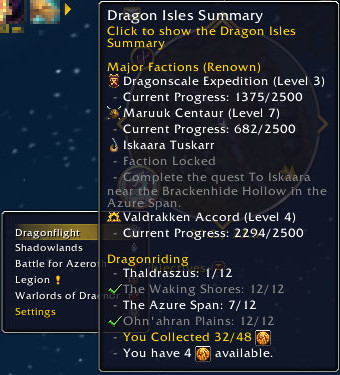 Dragon Isles Summary
Click to show the Dragon Isles
Summary
Major Factions (Renown)
Dragonscale Expedition (Level 3)
- Current Progress: 1375/2500
Maruuk Centaur (Level 7)
- Current Progress: 682/2500
Iskaara Tuskarr
- Faction Locked
- Complete the quest To Iskaara
near the Brackenhide Hollow in the
Azure Span.
Valdrakken Accord (Level 4)
- Current Progress: 2294/2500
Dragonriding
- Thaldraszus: 1/12
The Waking Shores: 12/12
- The Azure Span: 7/12
Ohn'ahran Plains: 12/12
- You Collected 32/48
- You have 4 available.
Dragonflight
Shadowlands
Battle for Azeroth
Legion !
Warlords of Draenor
Settings